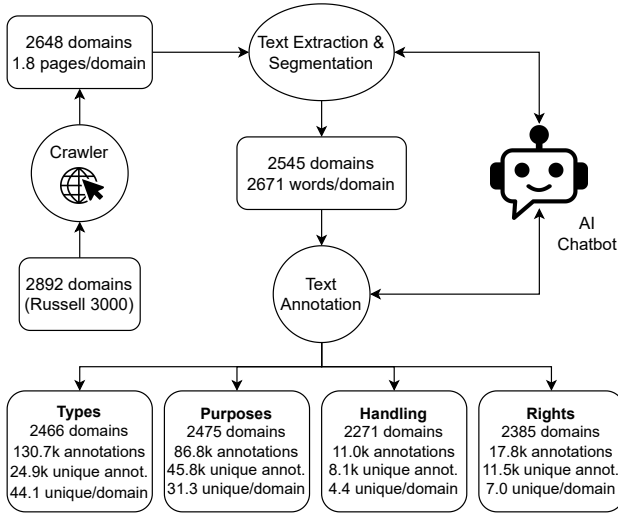 2648 domains
1.8 pages/domain
Text Extraction &
Segmentation
Crawler
2545 domains
2671 words/domain
AI
Chatbot
2892 domains
(Russell 3000)
Text
Annotation
Types
2466 domains
130.7k annotations
24.9k unique annot.
44.1 unique/domain
Purposes
2475 domains
86.8k annotations
45.8k unique annot.
31.3 unique/domain
Handling
2271 domains
11.0k annotations
8.1k unique annot.
4.4 unique/domain
Rights
2385 domains
17.8k annotations
11.5k unique annot.
7.0 unique/domain